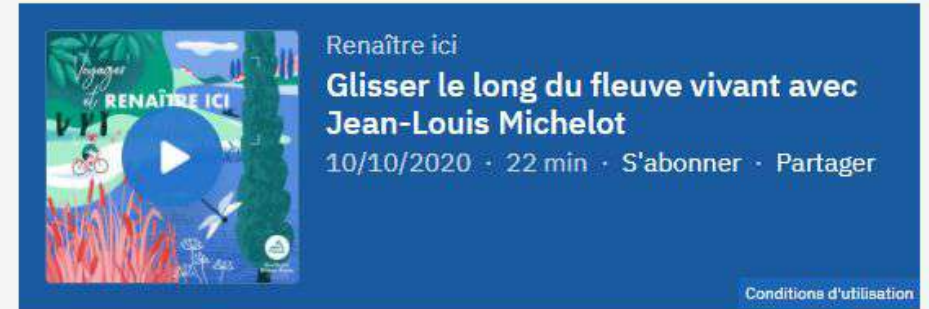 Renaître ici
Glisser le long du fleuve vivant avec
Jean-Louis Michelot
10/10/2020 · 22 min · S'abonner · Partager
Voyager
et RENAÎTRE ICI
Conditions d'utilisation